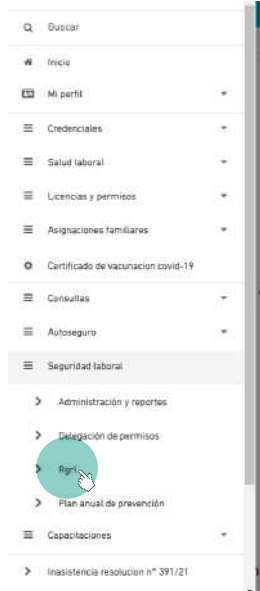 Buscar
Inicio
Mi perfil
Credenciales
Salud laboral
Licencias y permisos
Asignaciones familiares
Certificado de vacunacion covid-19
Consultas
Autoseguro
Seguridad laboral
Administración y reportes
Delegación de permisos
Rgrl
Plan anual de prevención
Capacitaciones
Inasistencia resolucion n° 391/21